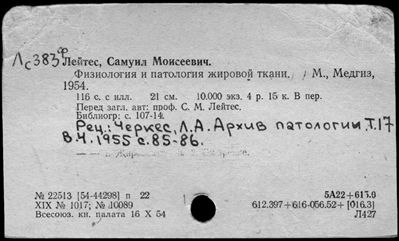 Лс383ф
Лейтес, Самуил Моисеевич.
Физиология и патология жировой ткани. М., Медгиз,
1954.
116 с. с илл. 21 см. 10.000 экз. 4 р. 15 к. В пер.
Перед загл. авт: проф. С. М. Лейтес.
Библиогр: с. 107-14.
Рец.: Черкес, Л.А. Архив патологии, Т.17
В.4. 1955 с.85-86.
№ 22513 [54-44298] п 22
XIX № 1017; № 10089
Всесоюз. кн. палата 16 X 54
5А22+615.0
612.397+616-056.52+[016.3]
Л427